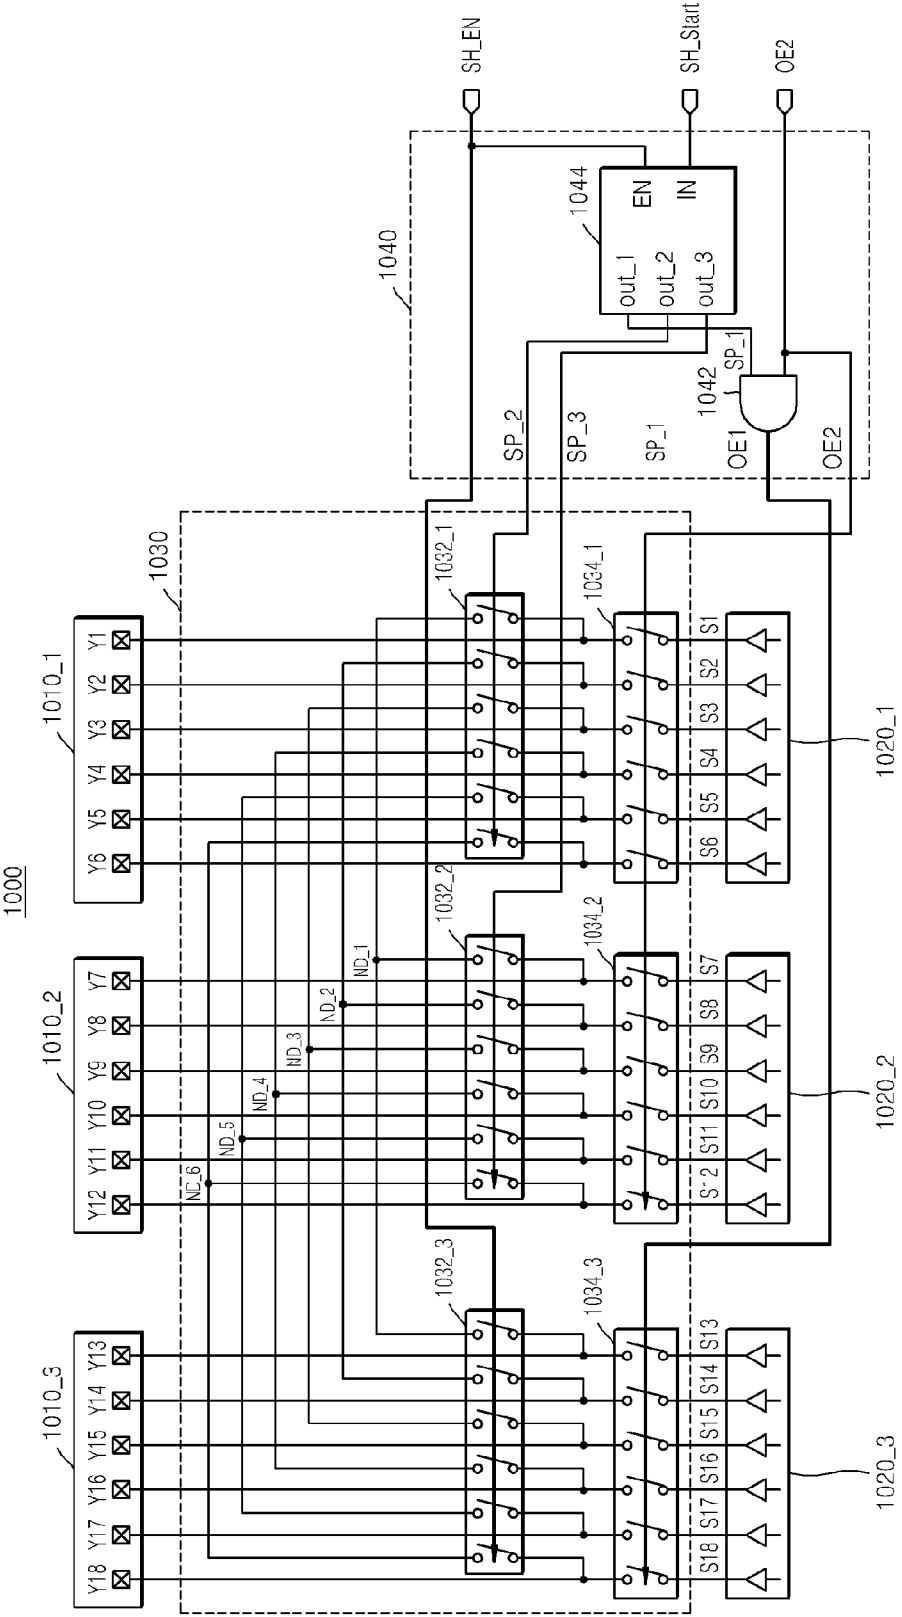 1000
SH_EN
SH_Start
OE2
1040
1044
EN
IN
out_1
out_2
out_3
SP_1
1042
SP_2
SP_3
SP_1
OE1
OE2
1030
1010_3
1010_2
1010_1
Y18 Y17 Y16 Y15 Y14 Y13
Y12 Y11 Y10 Y9 Y8 Y7
Y6 Y5 Y4 Y3 Y2 Y1
ND_6
ND_5
ND_4
ND_3
ND_2
ND_1
1032_3
1032_2
1032_1
1034_3
1034_2
1034_1
S18 S17 S16 S15 S14 S13
S12 S11 S10 S9 S8 S7
S6 S5 S4 S3 S2 S1
1020_3
1020_2
1020_1